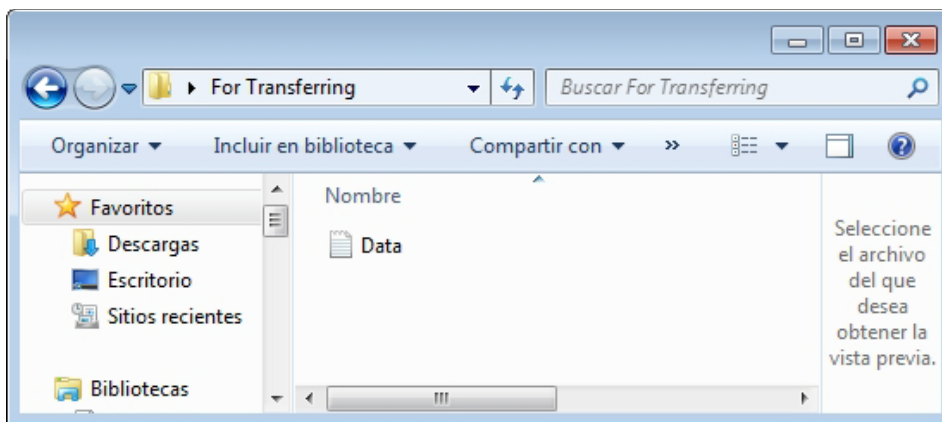 For Transferring
Buscar For Transferring
Organizar
Incluir en biblioteca
Compartir con
»
Favoritos
Descargas
Escritorio
Sitios recientes
Bibliotecas
Nombre
Data
Seleccione
el archivo
del que
desea
obtener la
vista previa.